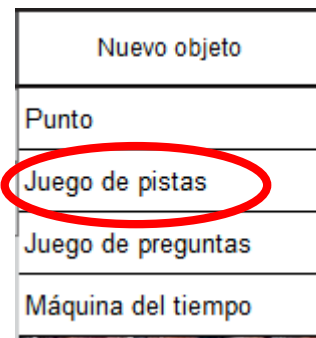 Nuevo objeto
Punto
Juego de pistas
Juego de preguntas
Máquina del tiempo